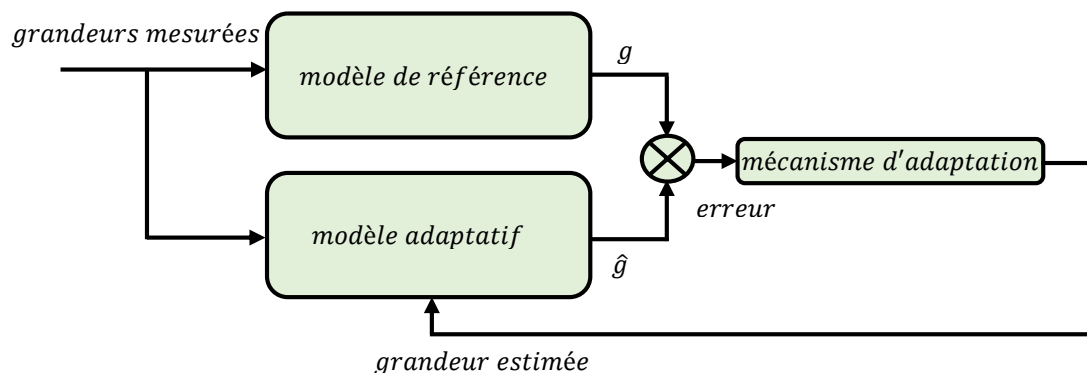 grandeurs mesurées
modèle de référence
g
mécanisme d'adaptation
erreur
modèle adaptatif
ĝ
grandeur estimée